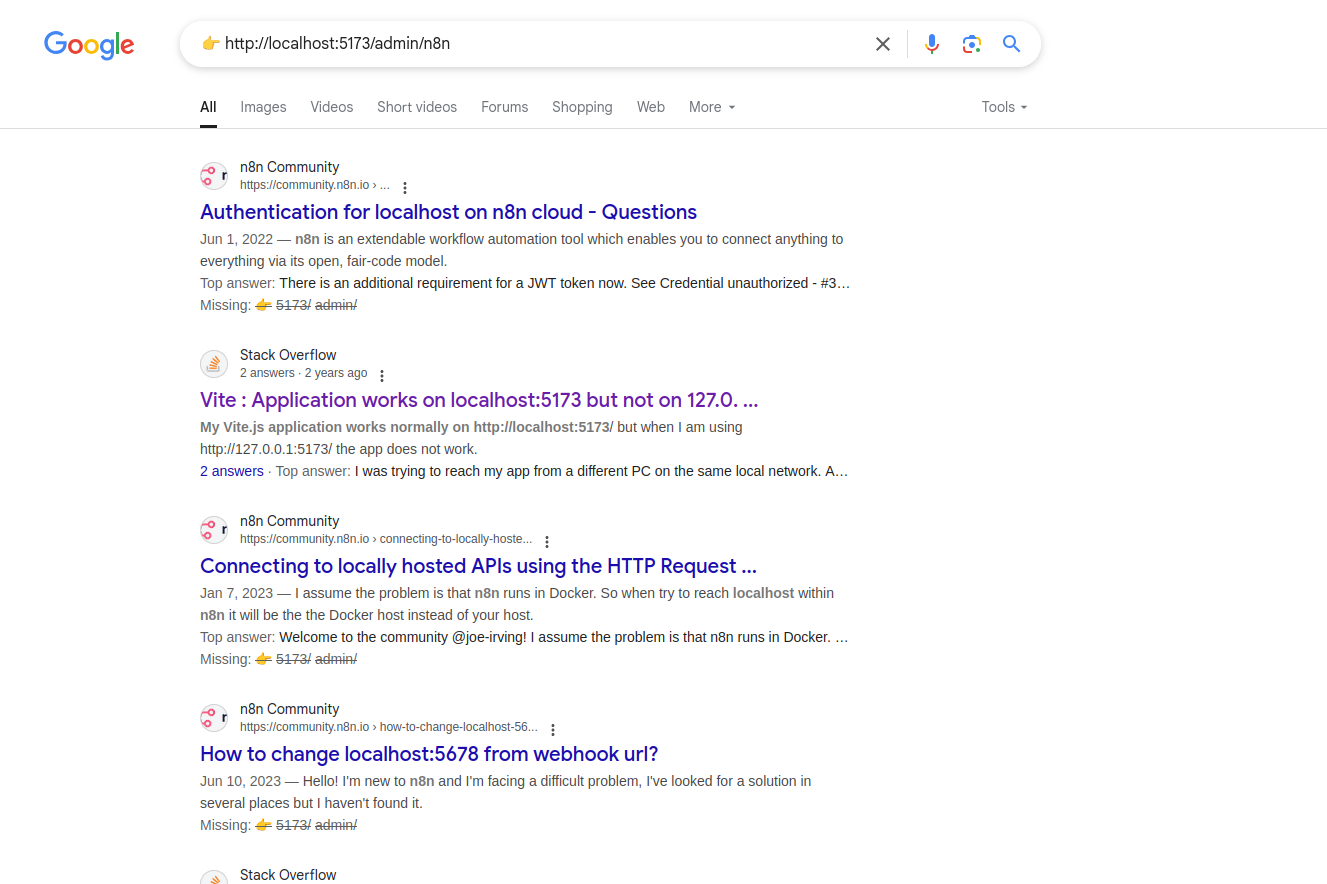 Google
👉 http://localhost:5173/admin/n8n
All Images Videos Short videos Forums Shopping Web More Tools
n8n Community
https://community.n8n.io › ...
Authentication for localhost on n8n cloud - Questions
Jun 1, 2022 — n8n is an extendable workflow automation tool which enables you to connect anything to
everything via its open, fair-code model.
Top answer: There is an additional requirement for a JWT token now. See Credential unauthorized - #3…
Missing: 👉 5173/ admin/
Stack Overflow
2 answers · 2 years ago
Vite : Application works on localhost:5173 but not on 127.0. ...
My Vite.js application works normally on http://localhost:5173/ but when I am using
http://127.0.0.1:5173/ the app does not work.
2 answers · Top answer: I was trying to reach my app from a different PC on the same local network. A…
n8n Community
https://community.n8n.io › connecting-to-locally-hoste...
Connecting to locally hosted APIs using the HTTP Request ...
Jan 7, 2023 — I assume the problem is that n8n runs in Docker. So when try to reach localhost within
n8n it will be the the Docker host instead of your host.
Top answer: Welcome to the community @joe-irving! I assume the problem is that n8n runs in Docker. …
Missing: 👉 5173/ admin/
n8n Community
https://community.n8n.io › how-to-change-localhost-56...
How to change localhost:5678 from webhook url?
Jun 10, 2023 — Hello! I'm new to n8n and I'm facing a difficult problem, I've looked for a solution in
several places but I haven't found it.
Missing: 👉 5173/ admin/
Stack Overflow